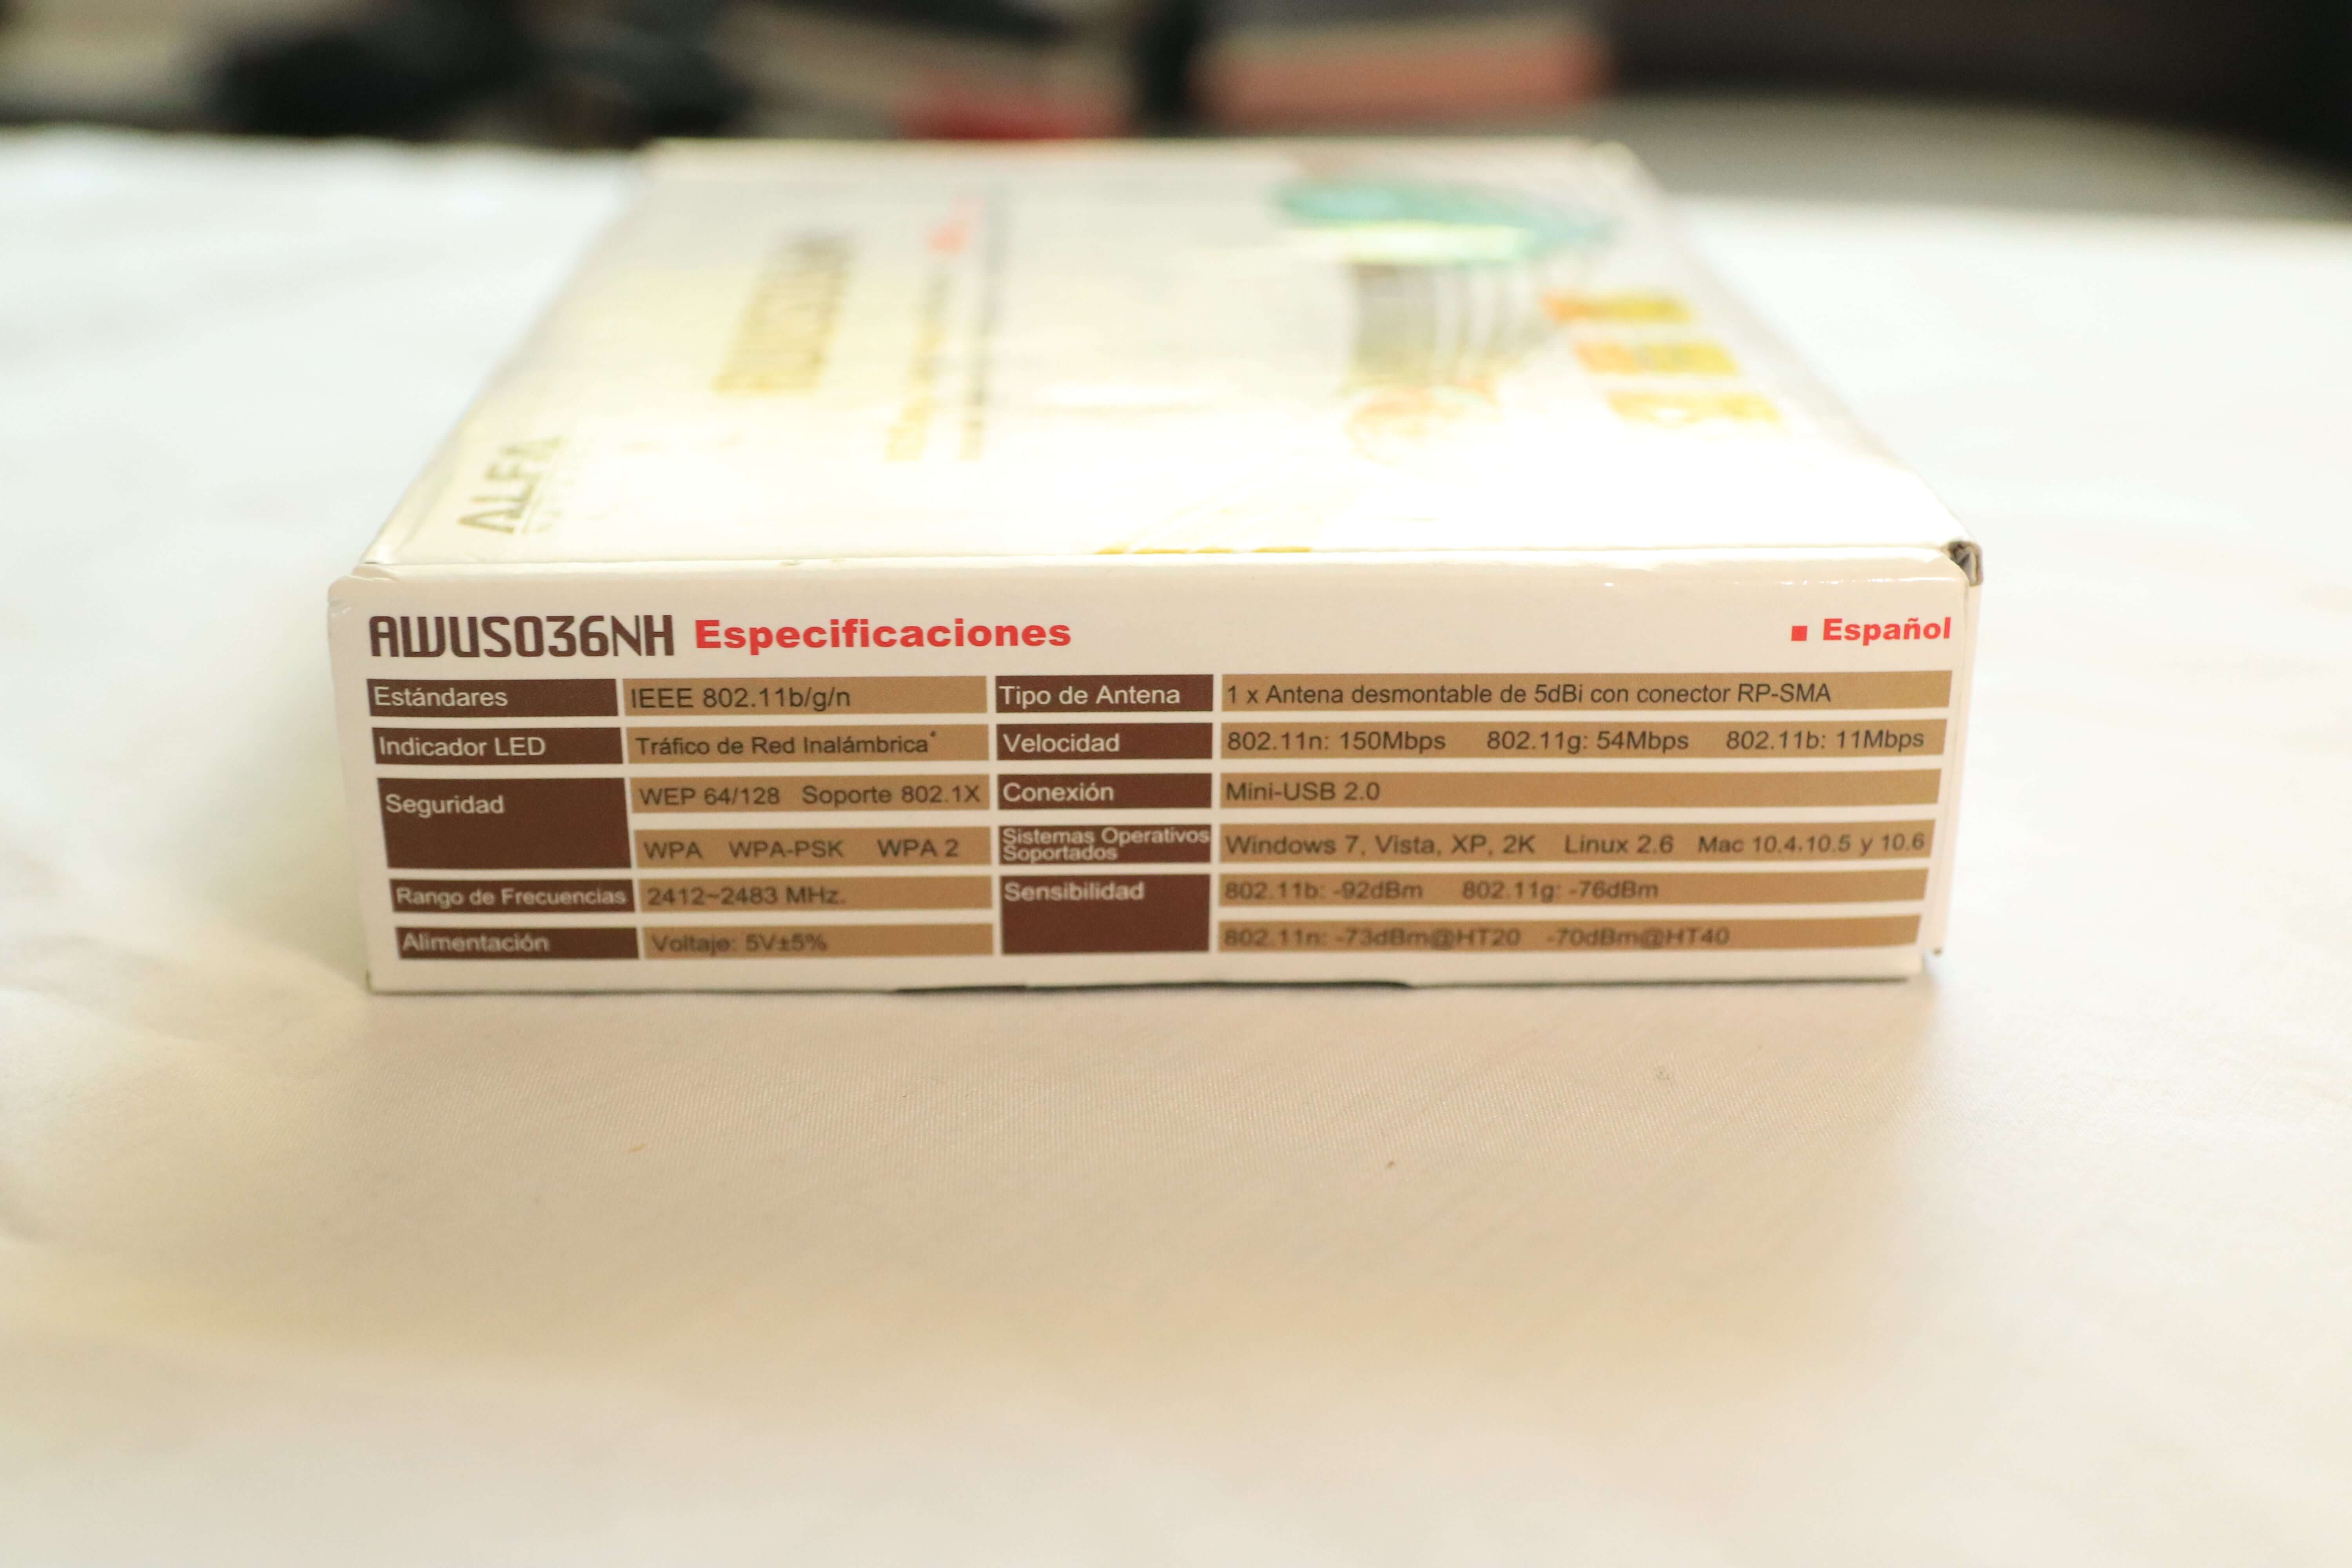 ALFA
AWUS036NH Especificaciones
■ Español
Estándares IEEE 802.11b/g/n
Indicador LED Tráfico de Red Inalámbrica*
Seguridad WEP 64/128 Soporte 802.1X
WPA WPA-PSK WPA 2
Rango de Frecuencias 2412~2483 MHz.
Alimentación Voltaje: 5V±5%
Tipo de Antena 1 x Antena desmontable de 5dBi con conector RP-SMA
Velocidad 802.11n: 150Mbps 802.11g: 54Mbps 802.11b: 11Mbps
Conexión Mini-USB 2.0
Sistemas Operativos
Soportados
Windows 7, Vista, XP, 2K Linux 2.6 Mac 10.4,10.5 y 10.6
Sensibilidad 802.11b: -92dBm 802.11g: -76dBm
802.11n: -73dBm@HT20 -70dBm@HT40